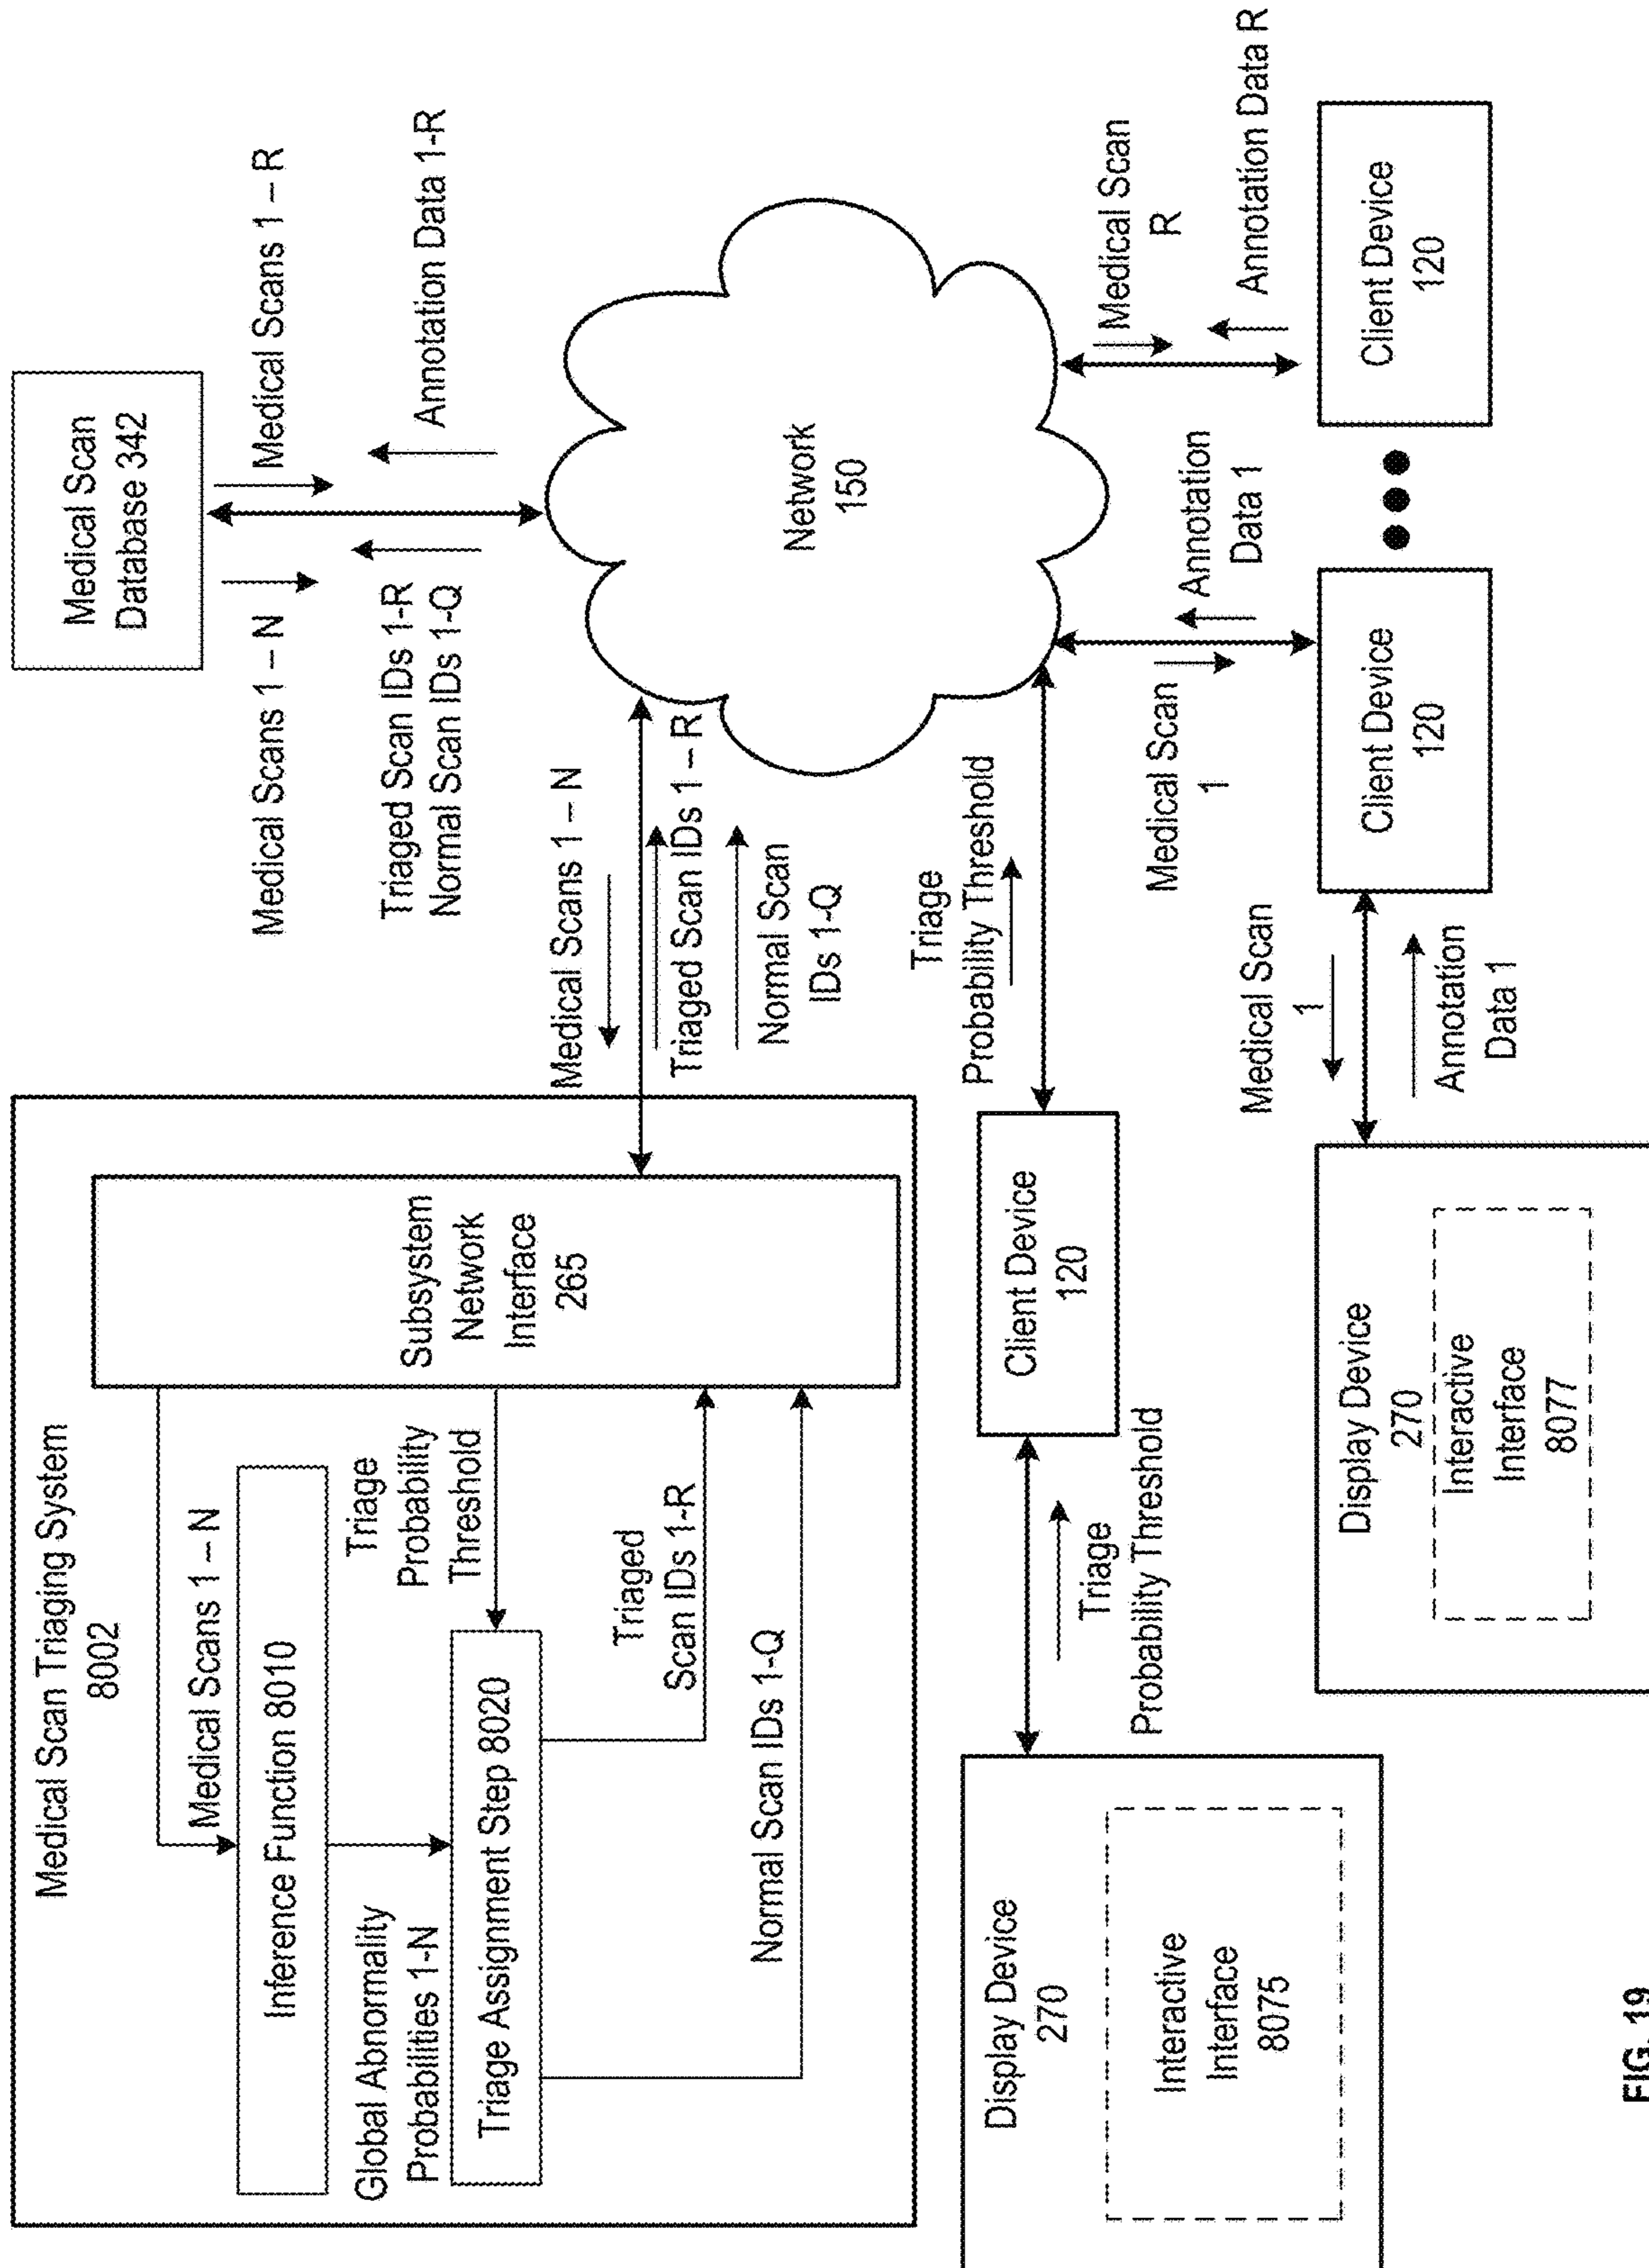 Medical Scan Triaging System
8002
Medical Scans 1 – N
Inference Function 8010
Global Abnormality
Probabilities 1-N
Triage
Probability
Threshold
Triage Assignment Step 8020
Triaged
Scan IDs 1-R
Normal Scan IDs 1-Q
Subsystem
Network
Interface
265
Medical Scans 1 – N
Triaged Scan IDs 1 – R
Normal Scan
IDs 1-Q
Medical Scan
Database 342
Medical Scans 1 – N
Medical Scans 1 – R
Triaged Scan IDs 1-R
Normal Scan IDs 1-Q
Annotation Data 1-R
Network
150
Display Device
270
Interactive
Interface
8075
Triage
Probability Threshold
Client Device
120
Triage
Probability Threshold
Display Device
270
Interactive
Interface
8077
Medical Scan
1
Annotation
Data 1
Client Device
120
Medical Scan
1
Annotation
Data 1
Client Device
120
Medical Scan
R
Annotation Data R
FIG. 19